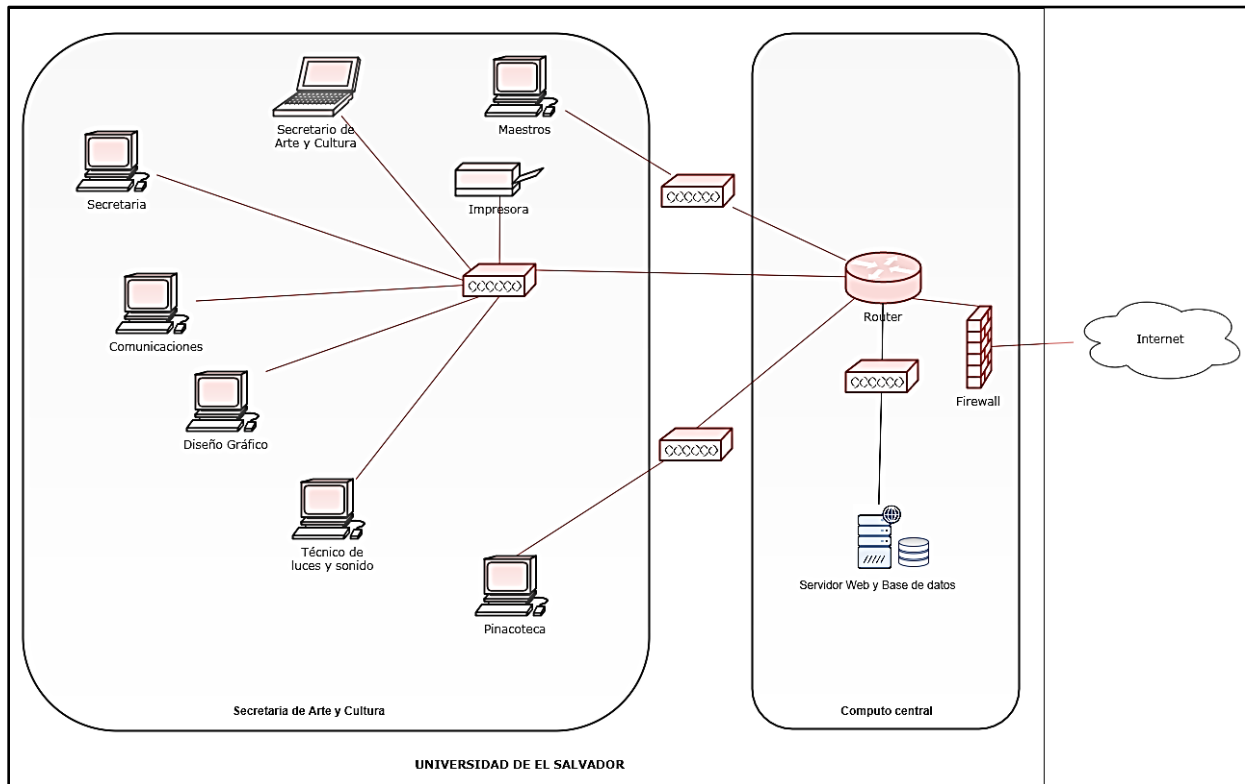 Secretario de
Arte y Cultura
Maestros
Secretaria
Impresora
Comunicaciones
Router
Internet
Firewall
Diseño Gráfico
Técnico de
luces y sonido
Servidor Web y Base de datos
Pinacoteca
Secretaria de Arte y Cultura
Computo central
UNIVERSIDAD DE EL SALVADOR